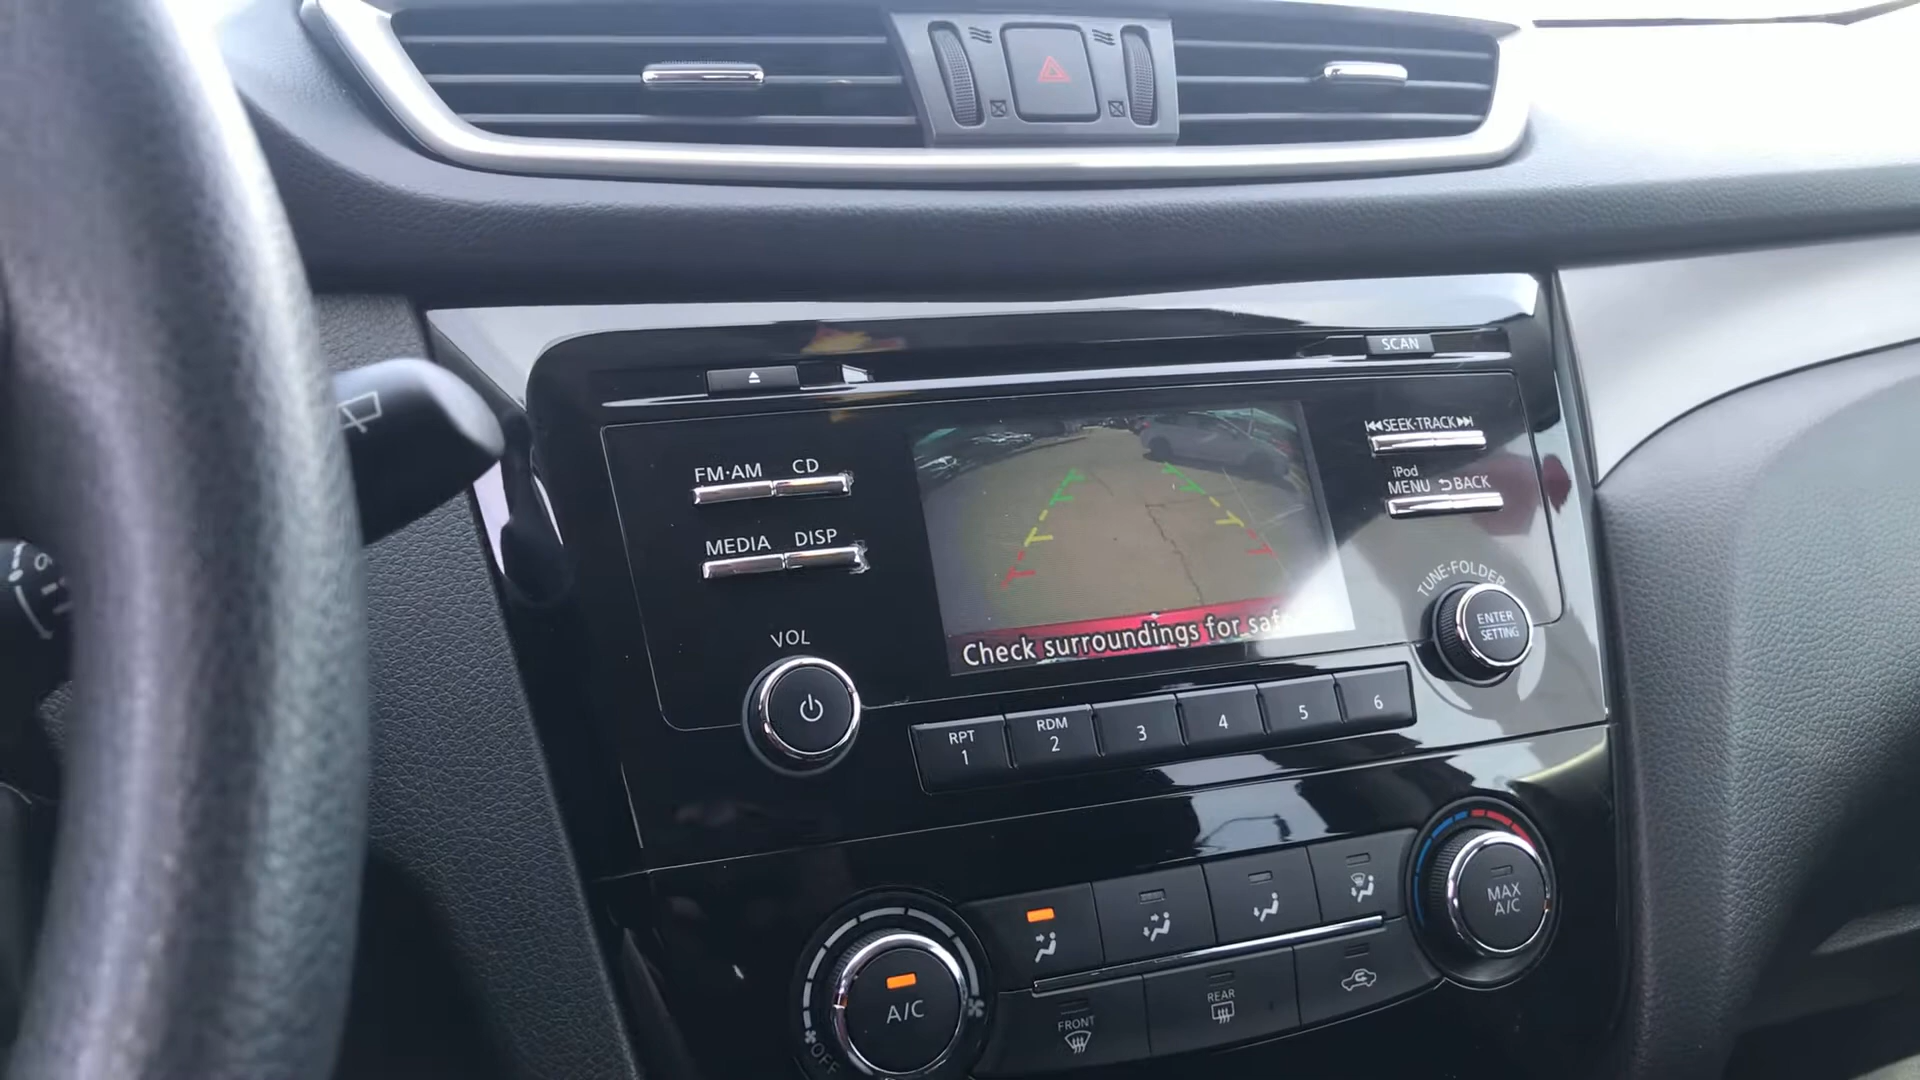 SCAN
SEEK·TRACK
FM·AM CD
iPod
MENU BACK
MEDIA DISP
TUNE·FOLDER
ENTER
SETTING
VOL
Check surroundings for
RPT
1
RDM
2
3
4
5
6
MAX
A/C
A/C
OFF
FRONT
REAR
6